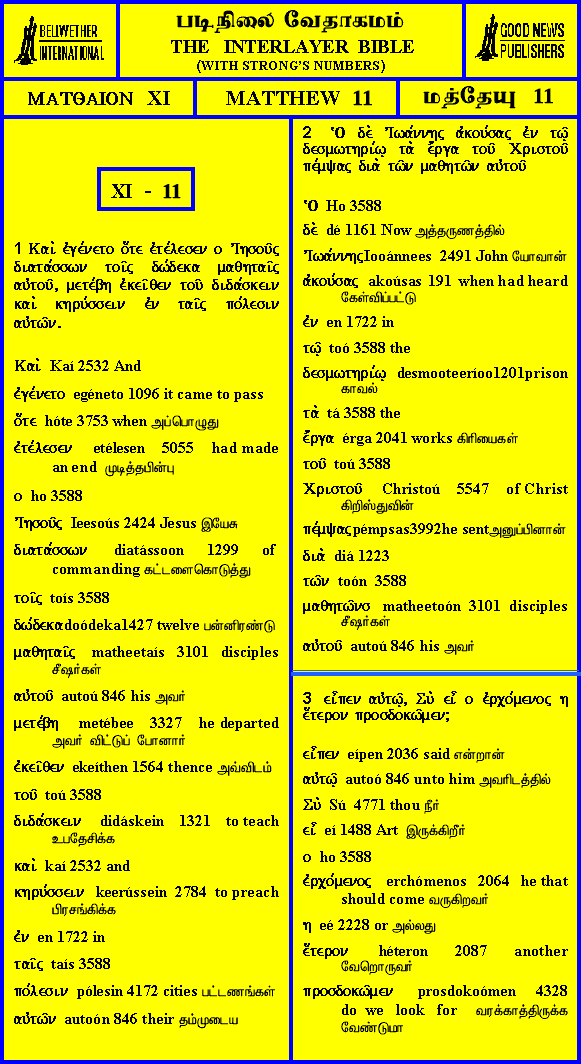 BELLWETHER
INTERNATIONAL
படிநிலை வேதாகமம்
THE INTERLAYER BIBLE
(WITH STRONG'S NUMBERS)
GOOD NEWS
PUBLISHERS
ΜΑΤΘΑΙΟΝ XI
MATTHEW 11
மத்தேயு 11
XI - 11
1 Καὶ ἐγένετο ὅτε ἐτέλεσεν ο Ἰησοῦς
διατάσσων τοῖς δώδεκα μαθηταῖς
αὐτοῦ, μετέβη ἐκεῖθεν τοῦ διδάσκειν
καὶ κηρύσσειν ἐν ταῖς πόλεσιν
αὐτῶν.
Καὶ Kaí 2532 And
ἐγένετο egéneto 1096 it came to pass
ὅτε hóte 3753 when அப்பொழுது
ἐτέλεσεν etélesen 5055 had made
an end முடித்தபின்பு
ο ho 3588
Ἰησοῦς Ieesoús 2424 Jesus இயேசு
διατάσσων diatássoon 1299 of
commanding கட்டளைகொடுத்து
τοῖς toís 3588
δώδεκα doódeka1427 twelve பன்னிரண்டு
μαθηταῖς matheetaís 3101 disciples
சீஷர்கள்
αὐτοῦ autoú 846 his அவர்
μετέβη metébee 3327 he departed
அவர் விட்டுப் போனார்
ἐκεῖθεν ekeíthen 1564 thence அவ்விடம்
τοῦ toú 3588
διδάσκειν didáskein 1321 to teach
உபதேசிக்க
καὶ kaí 2532 and
κηρύσσειν keerússein 2784 to preach
பிரசங்கிக்க
ἐν en 1722 in
ταῖς taís 3588
πόλεσιν pólesin 4172 cities பட்டணங்கள்
αὐτῶν autoón 846 their தம்முடைய
2 Ὁ δὲ Ἰωάννης ἀκούσας ἐν τῷ
δεσμωτηρίῳ τὰ ἔργα τοῦ Χριστοῦ
πέμψας διὰ τῶν μαθητῶν αὐτοῦ
Ὁ Ho 3588
δὲ dé 1161 Now அத்தருணத்தில்
Ἰωάννης Iooánnees 2491 John யோவான்
ἀκούσας akoúsas 191 when had heard
கேள்விப்பட்டு
ἐν en 1722 in
τῷ toó 3588 the
δεσμωτηρίῳ desmooteeríoo1201prison
காவல்
τὰ tá 3588 the
ἔργα érga 2041 works கிரியைகள்
τοῦ toú 3588
Χριστοῦ Christoú 5547 of Christ
கிறிஸ்துவின்
πέμψας pémpsas3992he sentஅனுப்பினான்
διὰ diá 1223
τῶν toón 3588
μαθητῶνσ matheetoón 3101 disciples
சீஷர்கள்
αὐτοῦ autoú 846 his அவர்
3 εἶπεν αὐτῷ, Σὺ εἶ ο ἐρχόμενος η
ἕτερον προσδοκῶμεν;
εἶπεν eípen 2036 said என்றான்
αὐτῷ autoó 846 unto him அவரிடத்தில்
Σὺ Sú 4771 thou நீர்
εἶ eí 1488 Art இருக்கிறீர்
ο ho 3588
ἐρχόμενος erchómenos 2064 he that
should come வருகிறவர்
η eé 2228 or அல்லது
ἕτερον héteron 2087 another
வேறொருவர்
προσδοκῶμεν prosdokoómen 4328
do we look for வரக்காத்திருக்க
வேண்டுமா